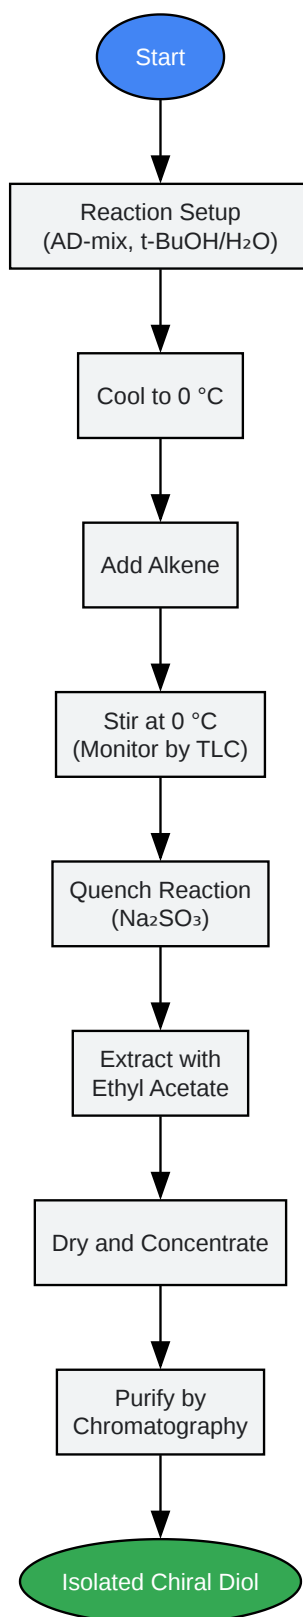 Start
Reaction Setup
(AD-mix, t-BuOH/H₂O)
Cool to 0 °C
Add Alkene
Stir at 0 °C
(Monitor by TLC)
Quench Reaction
(Na₂SO₃)
Extract with
Ethyl Acetate
Dry and Concentrate
Purify by
Chromatography
Isolated Chiral Diol